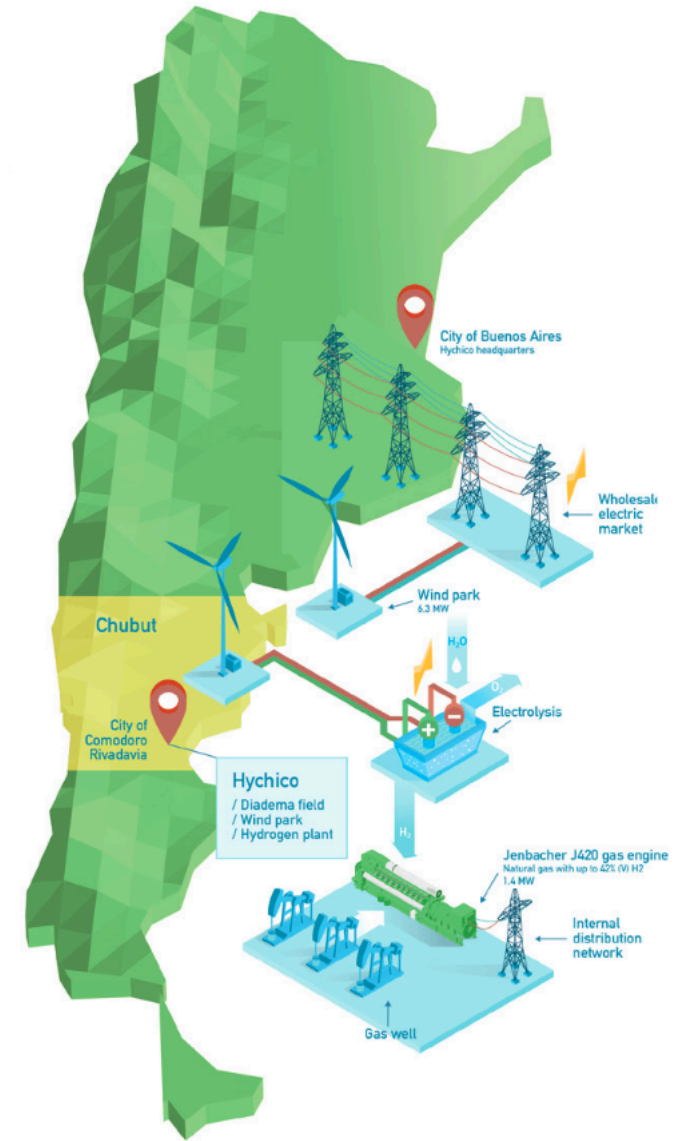 City of Buenos Aires
Hychico headquarters
Wholesale
electric
market
Wind park
6.3 MW
Chubut
H₂O
O₂
Electrolysis
+
−
City of
Comodoro
Rivadavia
Hychico
/ Diadema field
/ Wind park
/ Hydrogen plant
H₂
Jenbacher J420 gas engine
Natural gas with up to 42% (V) H2
1.4 MW
Internal
distribution
network
Gas well